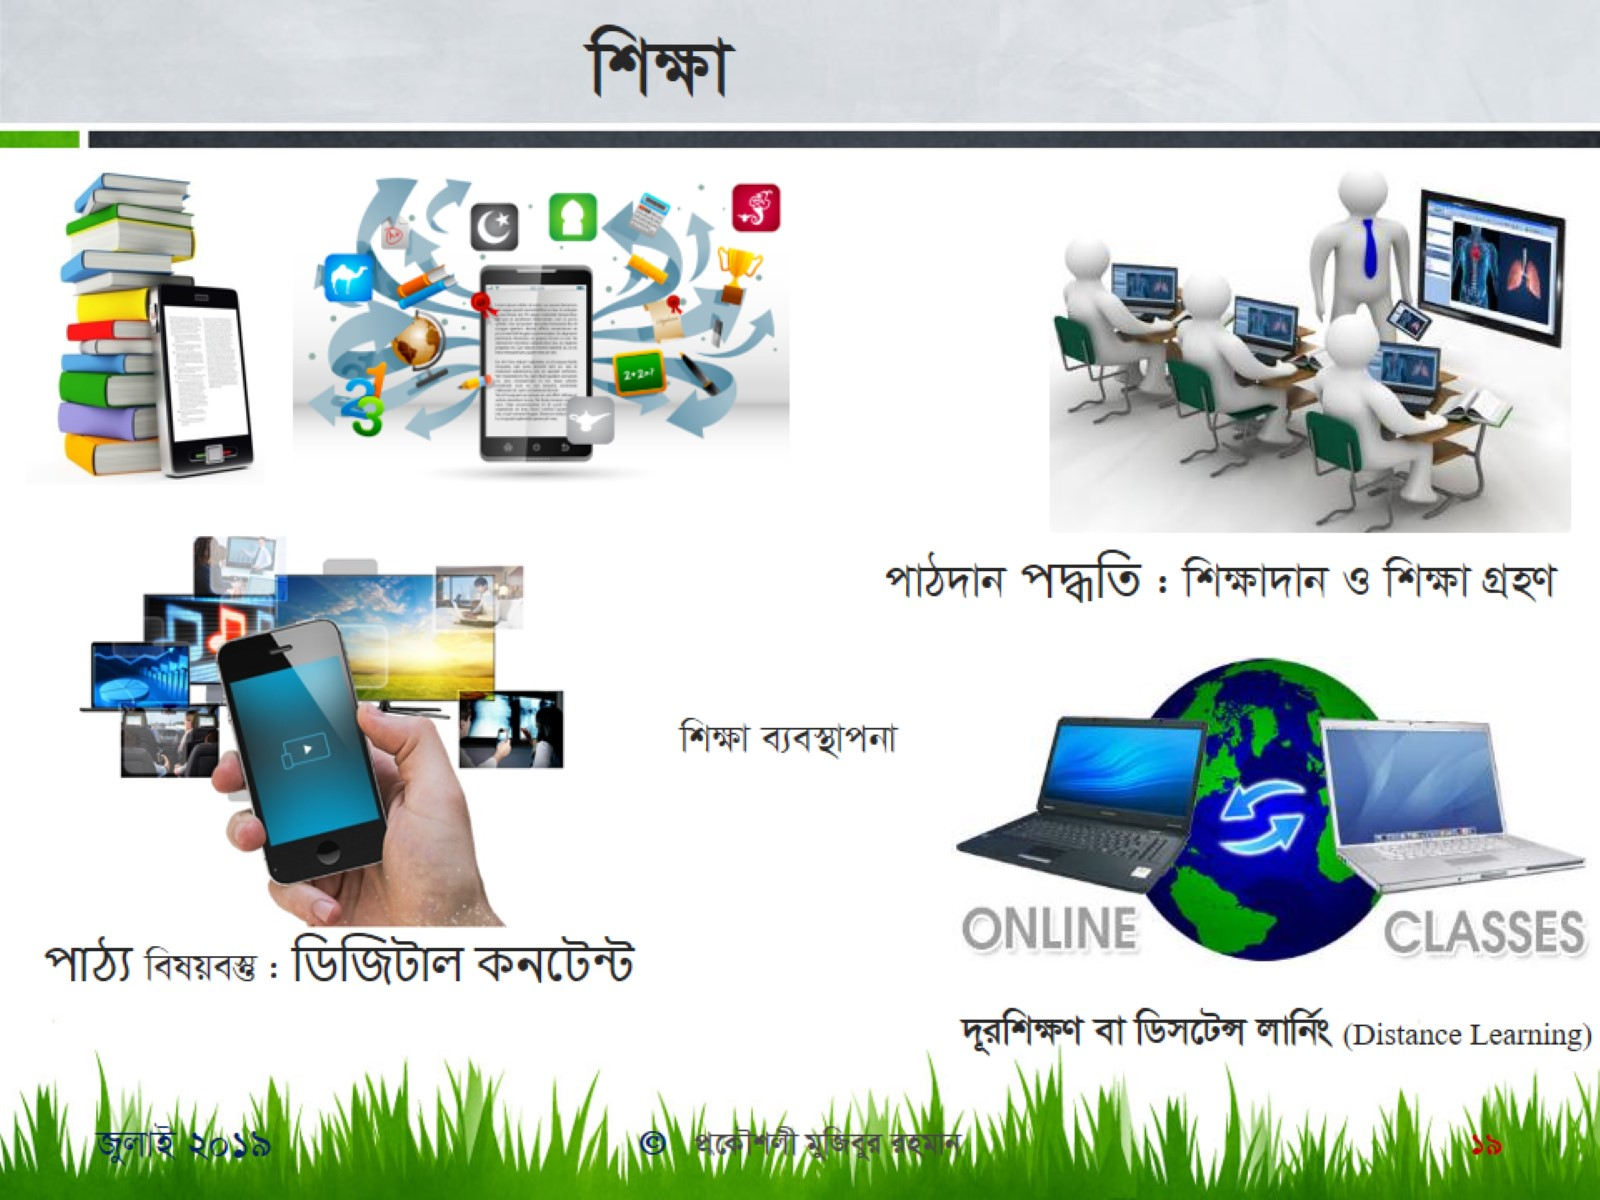 শিক্ষা
পাঠদান পদ্ধতি : শিক্ষাদান ও শিক্ষা গ্রহণ
শিক্ষা ব্যবস্থাপনা
ONLINE CLASSES
পাঠ্য বিষয়বস্তু : ডিজিটাল কনটেন্ট
দূরশিক্ষণ বা ডিসটেন্স লার্নিং (Distance Learning)
জুলাই ২০১৯ © প্রকৌশলী মুজিবুর রহমান ১৯